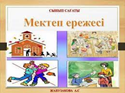 СЫНЫП САҒАТЫ
Мектеп ережесі